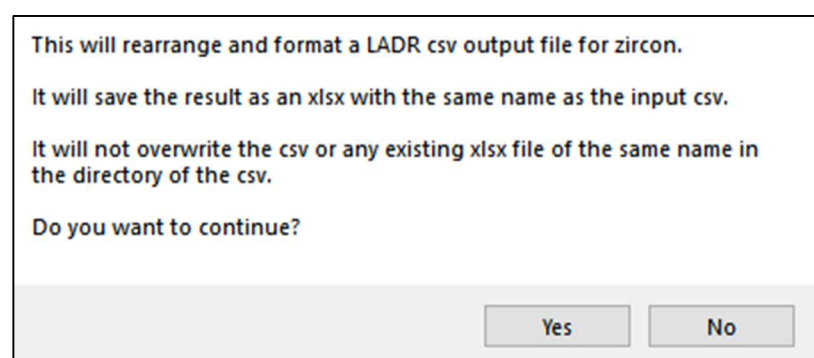 This will rearrange and format a LADR csv output file for zircon.
It will save the result as an xlsx with the same name as the input csv.
It will not overwrite the csv or any existing xlsx file of the same name in
the directory of the csv.
Do you want to continue?
Yes No